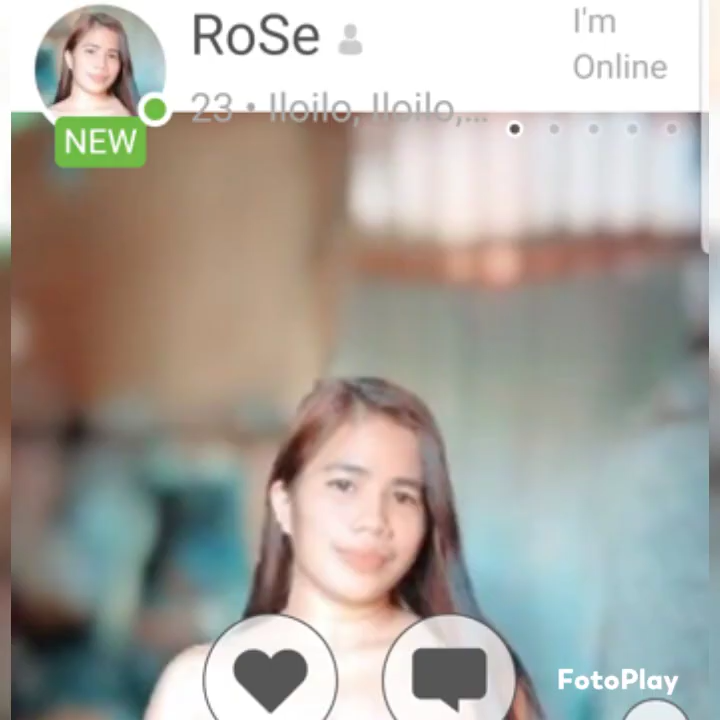 RoSe
I'm
Online
23 • Iloilo, Iloilo,...
NEW
FotoPlay